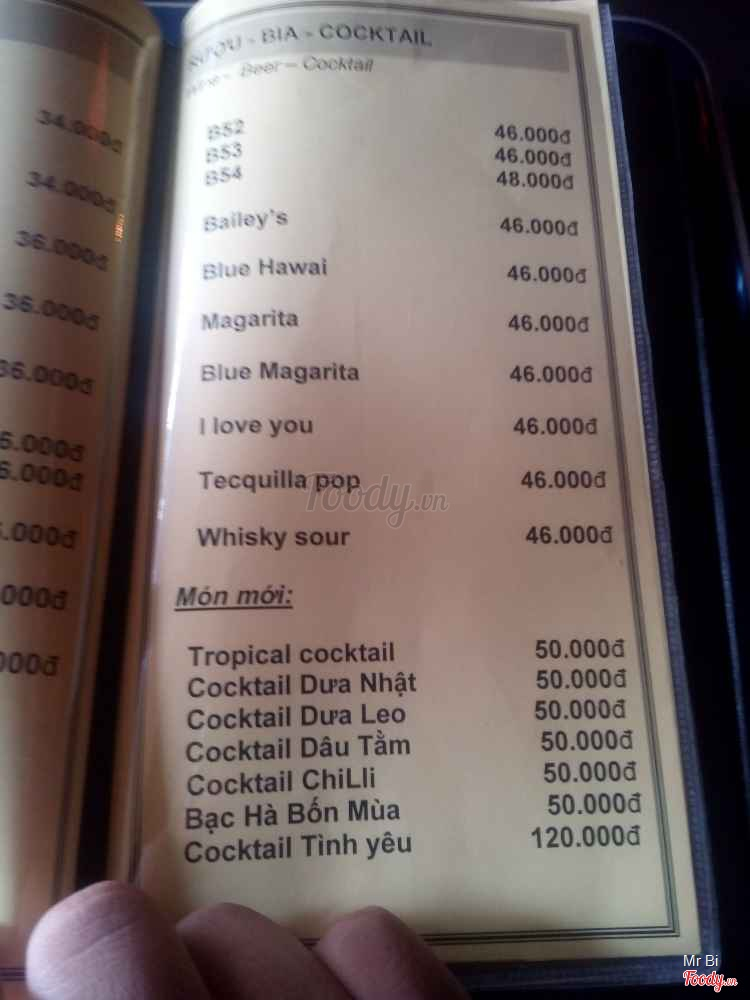 RƯỢU - BIA - COCKTAIL
Wine - Beer - Cocktail
B52 46.000đ
B53 46.000đ
B54 48.000đ
Bailey's 46.000đ
Blue Hawai 46.000đ
Magarita 46.000đ
Blue Magarita 46.000đ
I love you 46.000đ
Tecquilla pop 46.000đ
Whisky sour 46.000đ
Món mới:
Tropical cocktail 50.000đ
Cocktail Dưa Nhật 50.000đ
Cocktail Dưa Leo 50.000đ
Cocktail Dâu Tằm 50.000đ
Cocktail ChiLli 50.000đ
Bạc Hà Bốn Mùa 50.000đ
Cocktail Tình yêu 120.000đ
34.000đ
34.000đ
36.000đ
36.000đ
36.000đ
Foody.vn
Mr Bi
Foody.vn